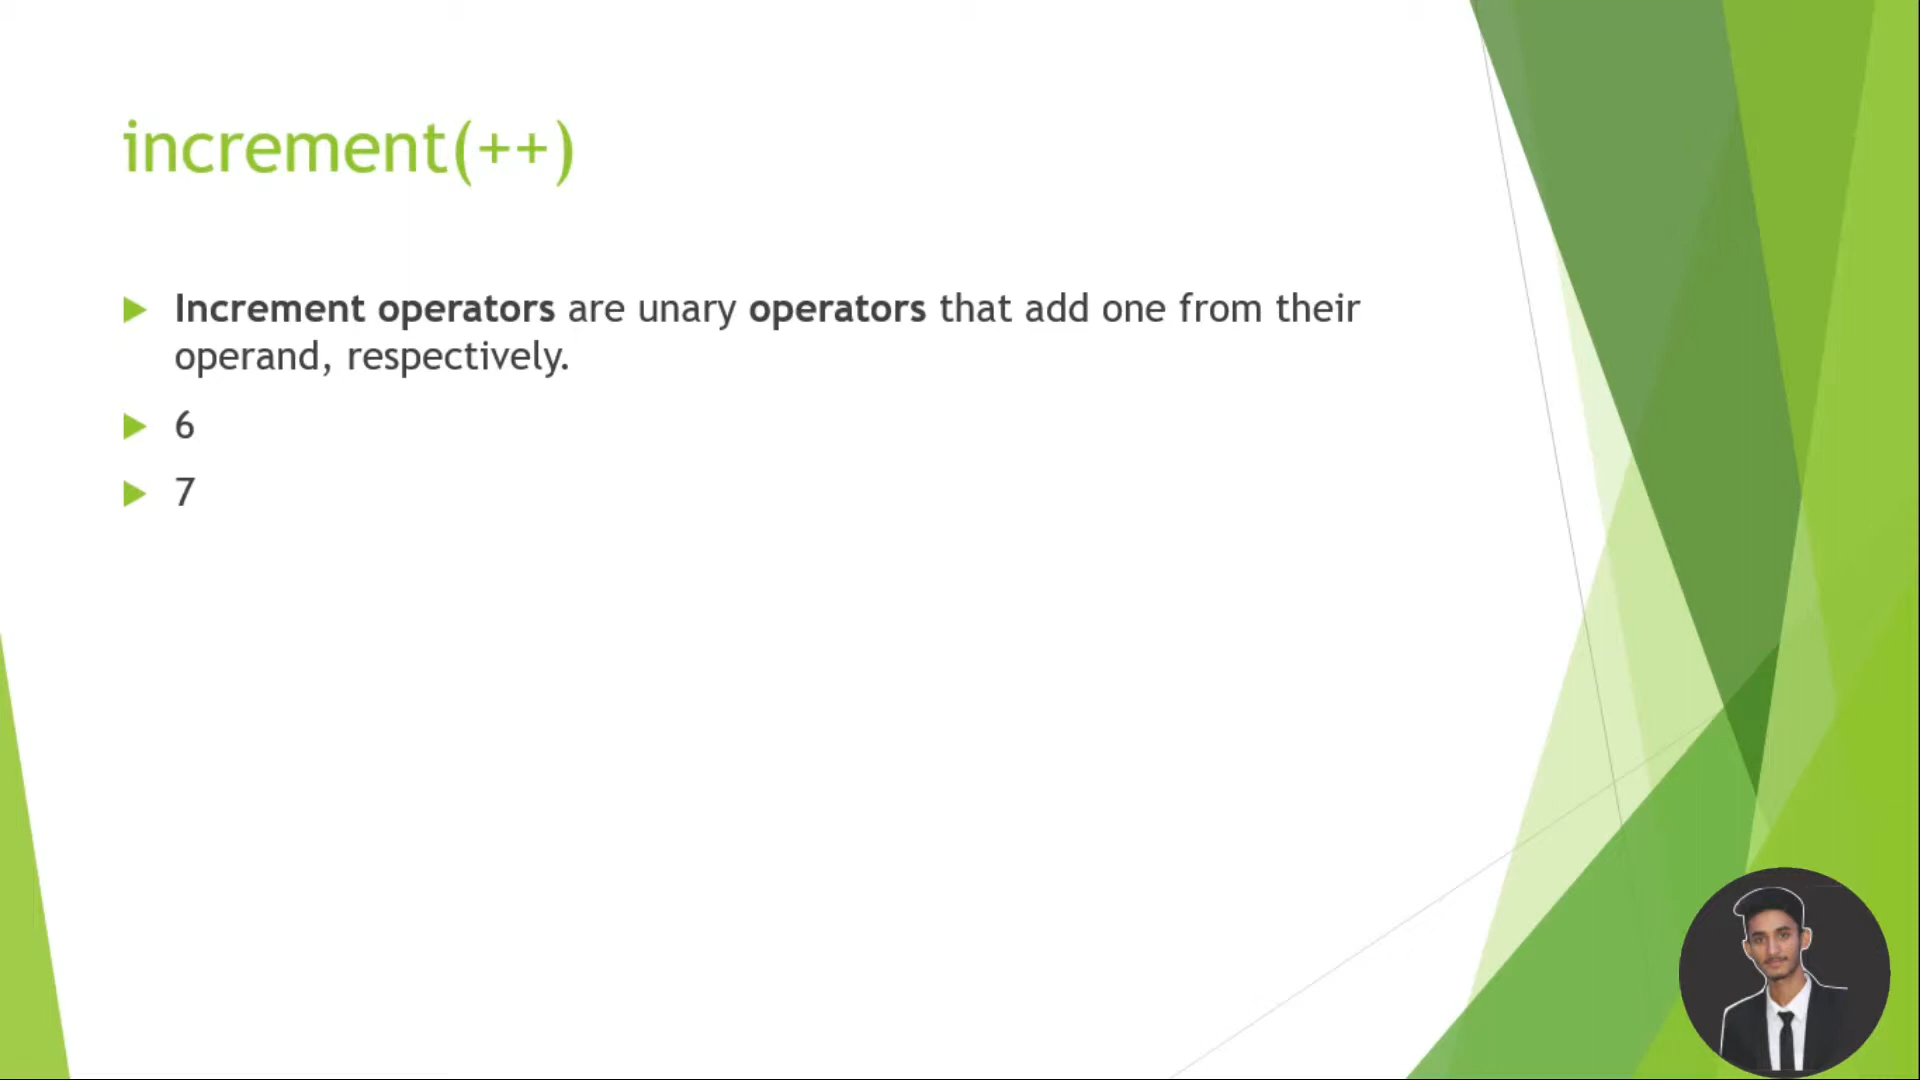 increment(++)
Increment operators are unary operators that add one from their
operand, respectively.
6
7